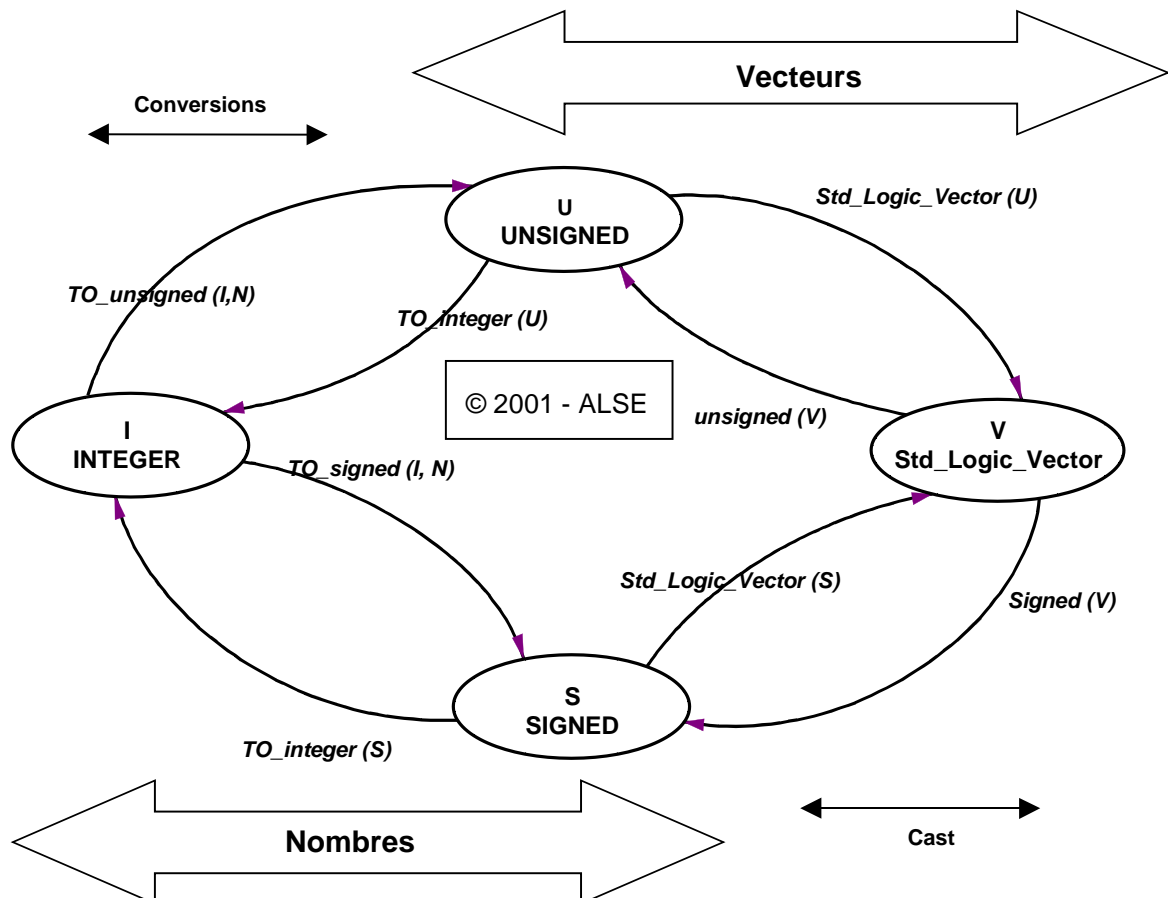 Vecteurs
Conversions
U
UNSIGNED
Std_Logic_Vector (U)
TO_unsigned (I,N)
TO_integer (U)
© 2001 - ALSE
unsigned (V)
I
INTEGER
V
Std_Logic_Vector
TO_signed (I, N)
Std_Logic_Vector (S)
Signed (V)
S
SIGNED
TO_integer (S)
Nombres
Cast